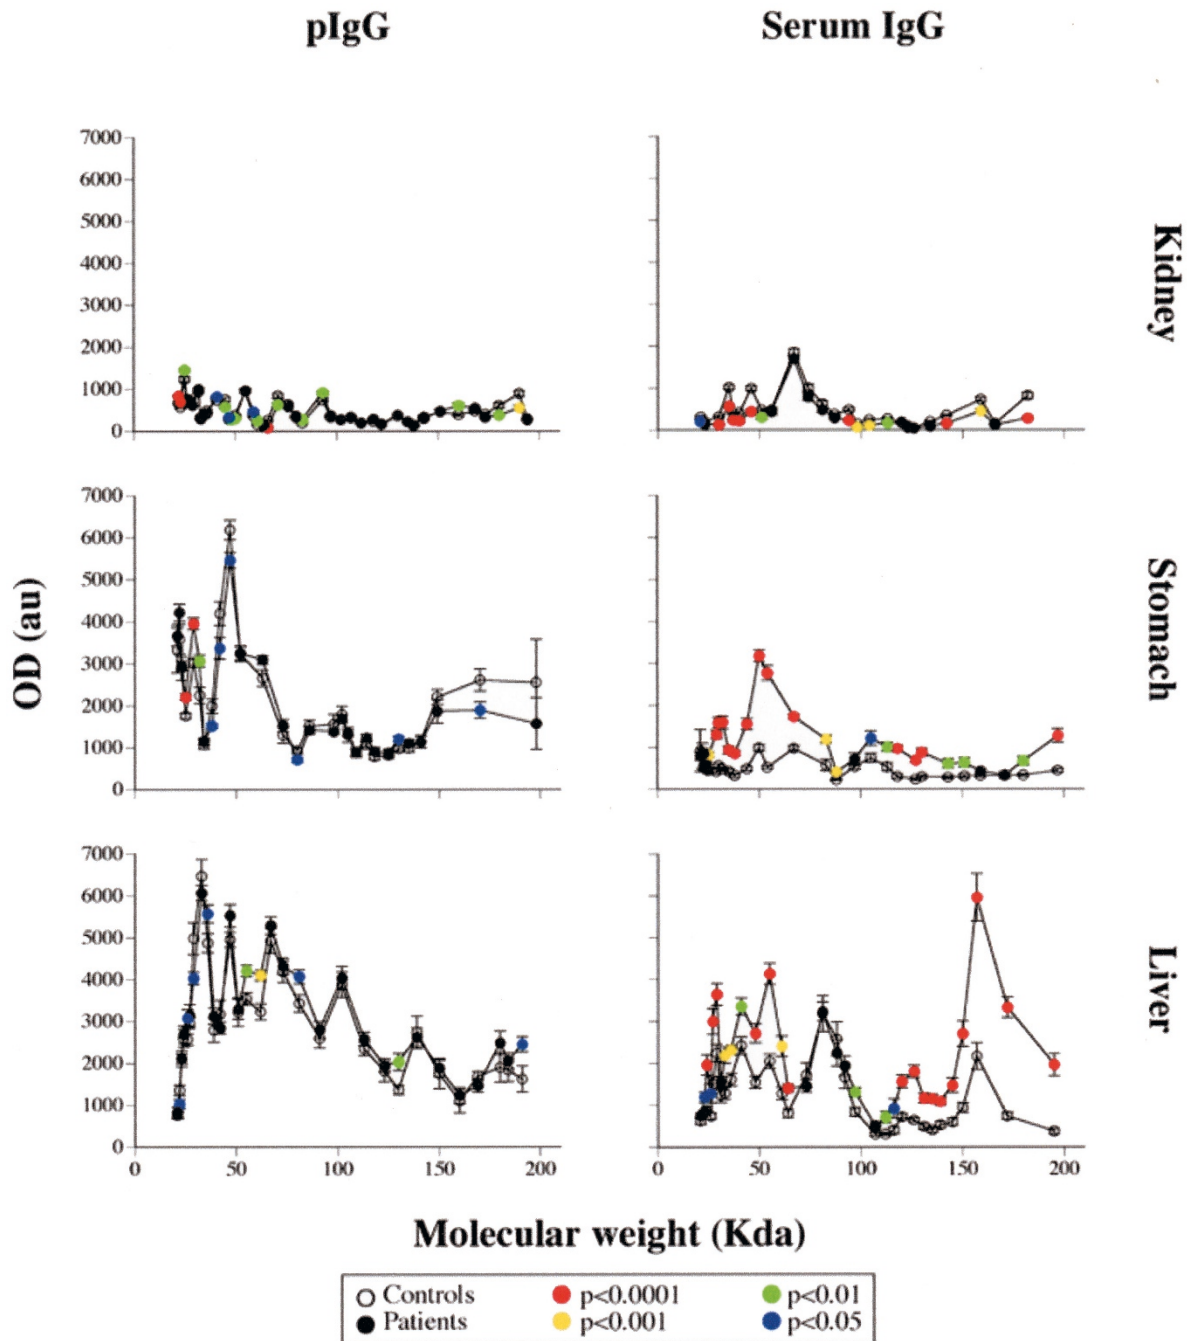 pIgG Serum IgG
7000
6000
5000
4000
3000
2000
1000
0
Kidney
7000
6000
5000
4000
3000
2000
1000
0
Stomach
OD (au)
7000
6000
5000
4000
3000
2000
1000
0
Liver
0 50 100 150 200 0 50 100 150 200
Molecular weight (Kda)
Controls p<0.0001 p<0.01
Patients p<0.001 p<0.05